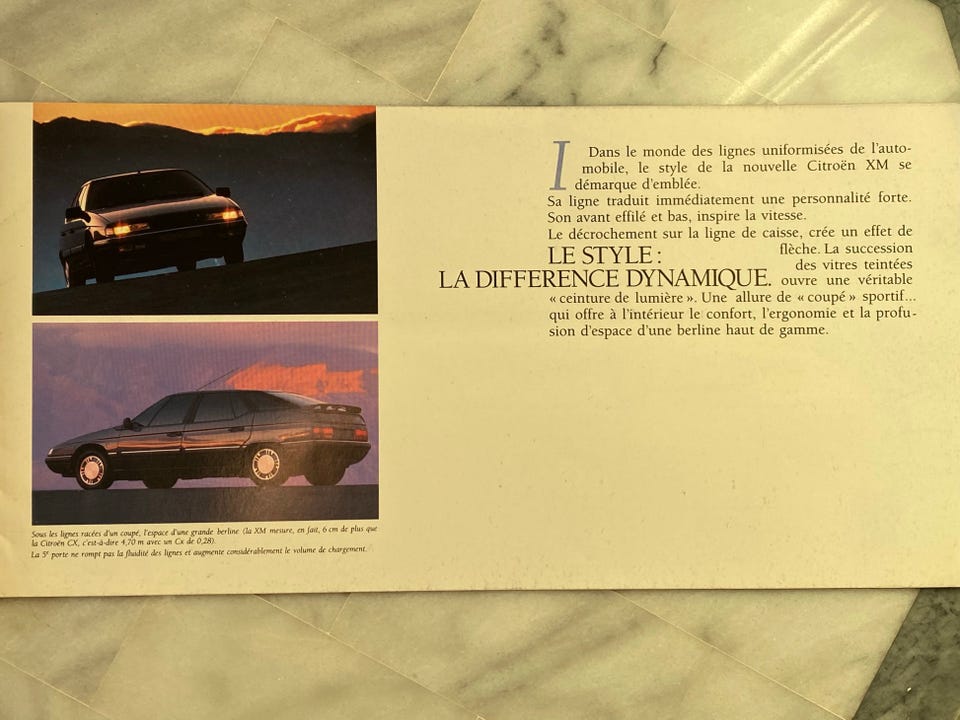 I
Dans le monde des lignes uniformisées de l'auto-
mobile, le style de la nouvelle Citroën XM se
démarque d'emblée.
Sa ligne traduit immédiatement une personnalité forte.
Son avant effilé et bas, inspire la vitesse.
Le décrochement sur la ligne de caisse, crée un effet de
flèche. La succession
des vitres teintées
ouvre une véritable
« ceinture de lumière ». Une allure de « coupé » sportif...
qui offre à l'intérieur le confort, l'ergonomie et la profu-
sion d'espace d'une berline haut de gamme.
LE STYLE :
LA DIFFERENCE DYNAMIQUE.
Sous les lignes racées d'un coupé, l'espace d'une grande berline (la XM mesure, en fait, 6 cm de plus que
la Citroën CX, c'est-à-dire 4,70 m avec un Cx de 0,28).
La 5e porte ne rompt pas la fluidité des lignes et augmente considérablement le volume de chargement.